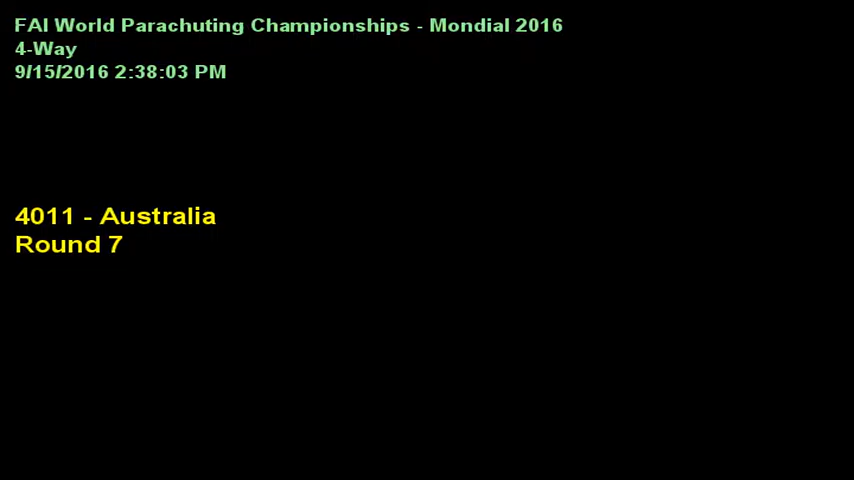 FAI World Parachuting Championships - Mondial 2016
4-Way
9/15/2016 2:38:03 PM
4011 - Australia
Round 7